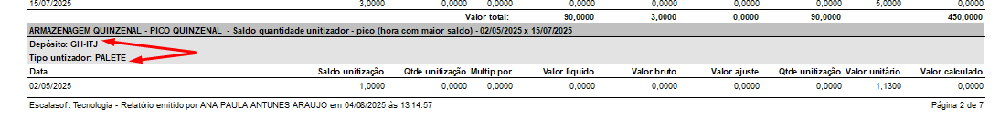 15/07/2025 3,0000 0,0000 0,0000 0,0000 0,0000 0,0000 0,0000 5,0000 0,0000
Valor total: 90,0000 3,0000 0,0000 90,0000 450,0000
ARMAZENAGEM QUINZENAL - PICO QUINZENAL - Saldo quantidade unitizador - pico (hora com maior saldo) - 02/05/2025 x 15/07/2025
Depósito: GH-ITJ
Tipo untizador: PALETE
Data Saldo unitização Qtde unitização Multip por Valor líquido Valor bruto Valor ajuste Qtde unitização Valor unitário Valor calculado
02/05/2025 1,0000 0,0000 0,0000 0,0000 0,0000 0,0000 0,0000 1,1300 0,0000
Escalasoft Tecnologia - Relatório emitido por ANA PAULA ANTUNES ARAUJO em 04/08/2025 às 13:14:57 Página 2 de 7